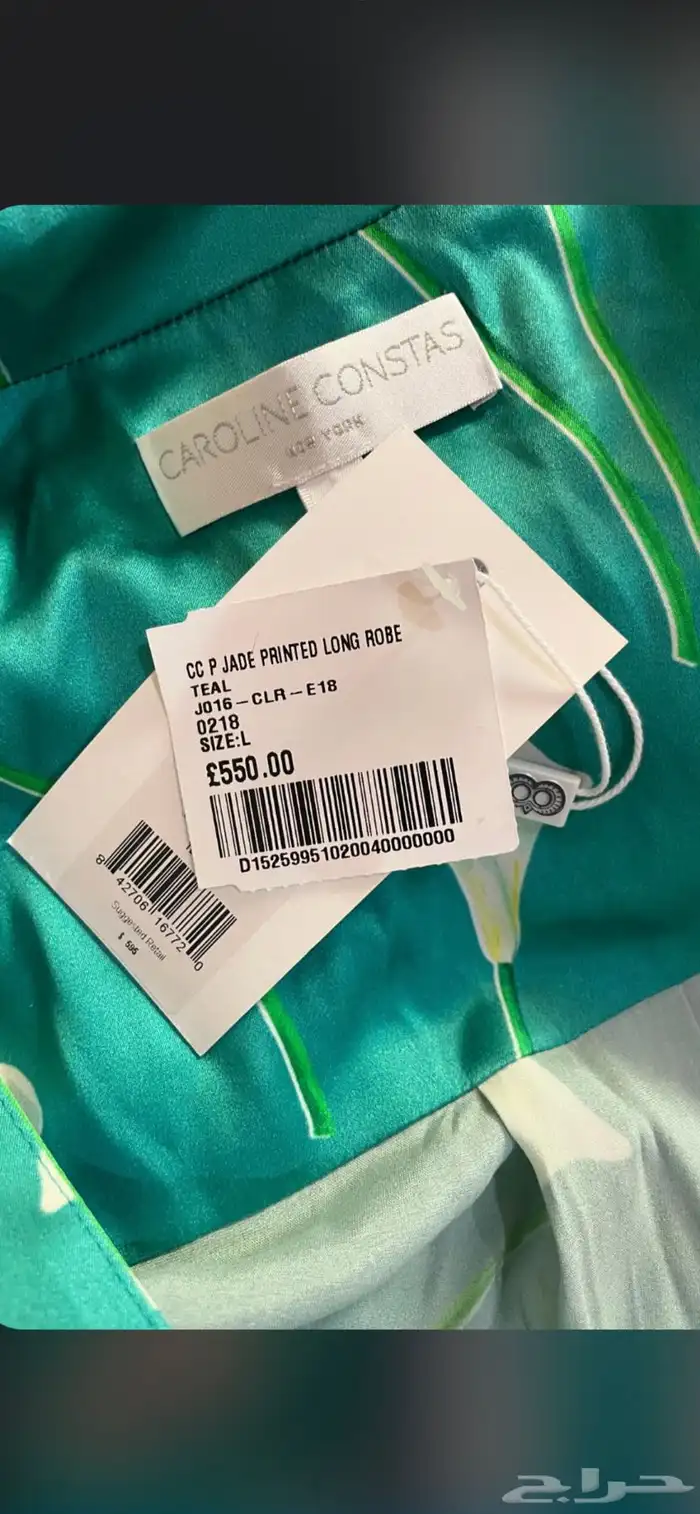 CAROLINE CONSTAS
NEW YORK
CC P JADE PRINTED LONG ROBE
TEAL
J016-CLR-E18
0218
SIZE:L
£550.00
D15259951020040000000
8 42706 16772 0
Suggested Retail
$ 595
حراج